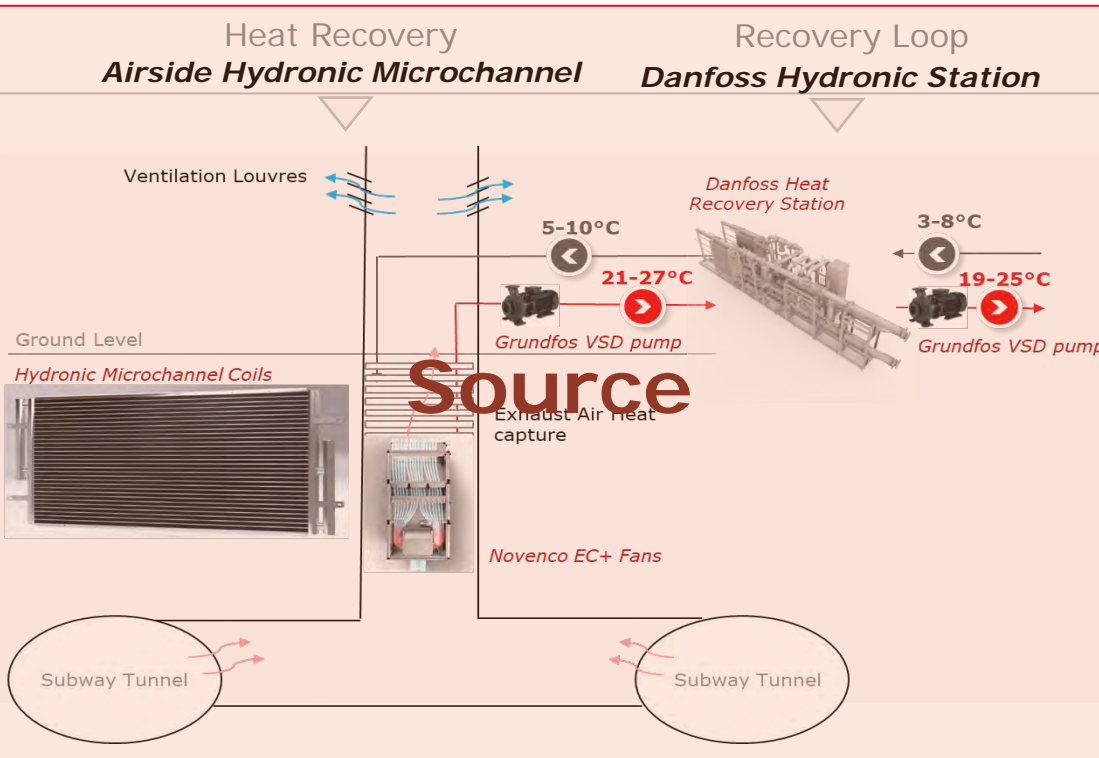 Heat Recovery
Airside Hydronic Microchannel
Recovery Loop
Danfoss Hydronic Station
Ventilation Louvres
Danfoss Heat
Recovery Station
5-10°C
3-8°C
21-27°C
19-25°C
Grundfos VSD pump
Grundfos VSD pump
Ground Level
Hydronic Microchannel Coils
Source
Exhaust Air Heat
capture
Novenco EC+ Fans
Subway Tunnel
Subway Tunnel